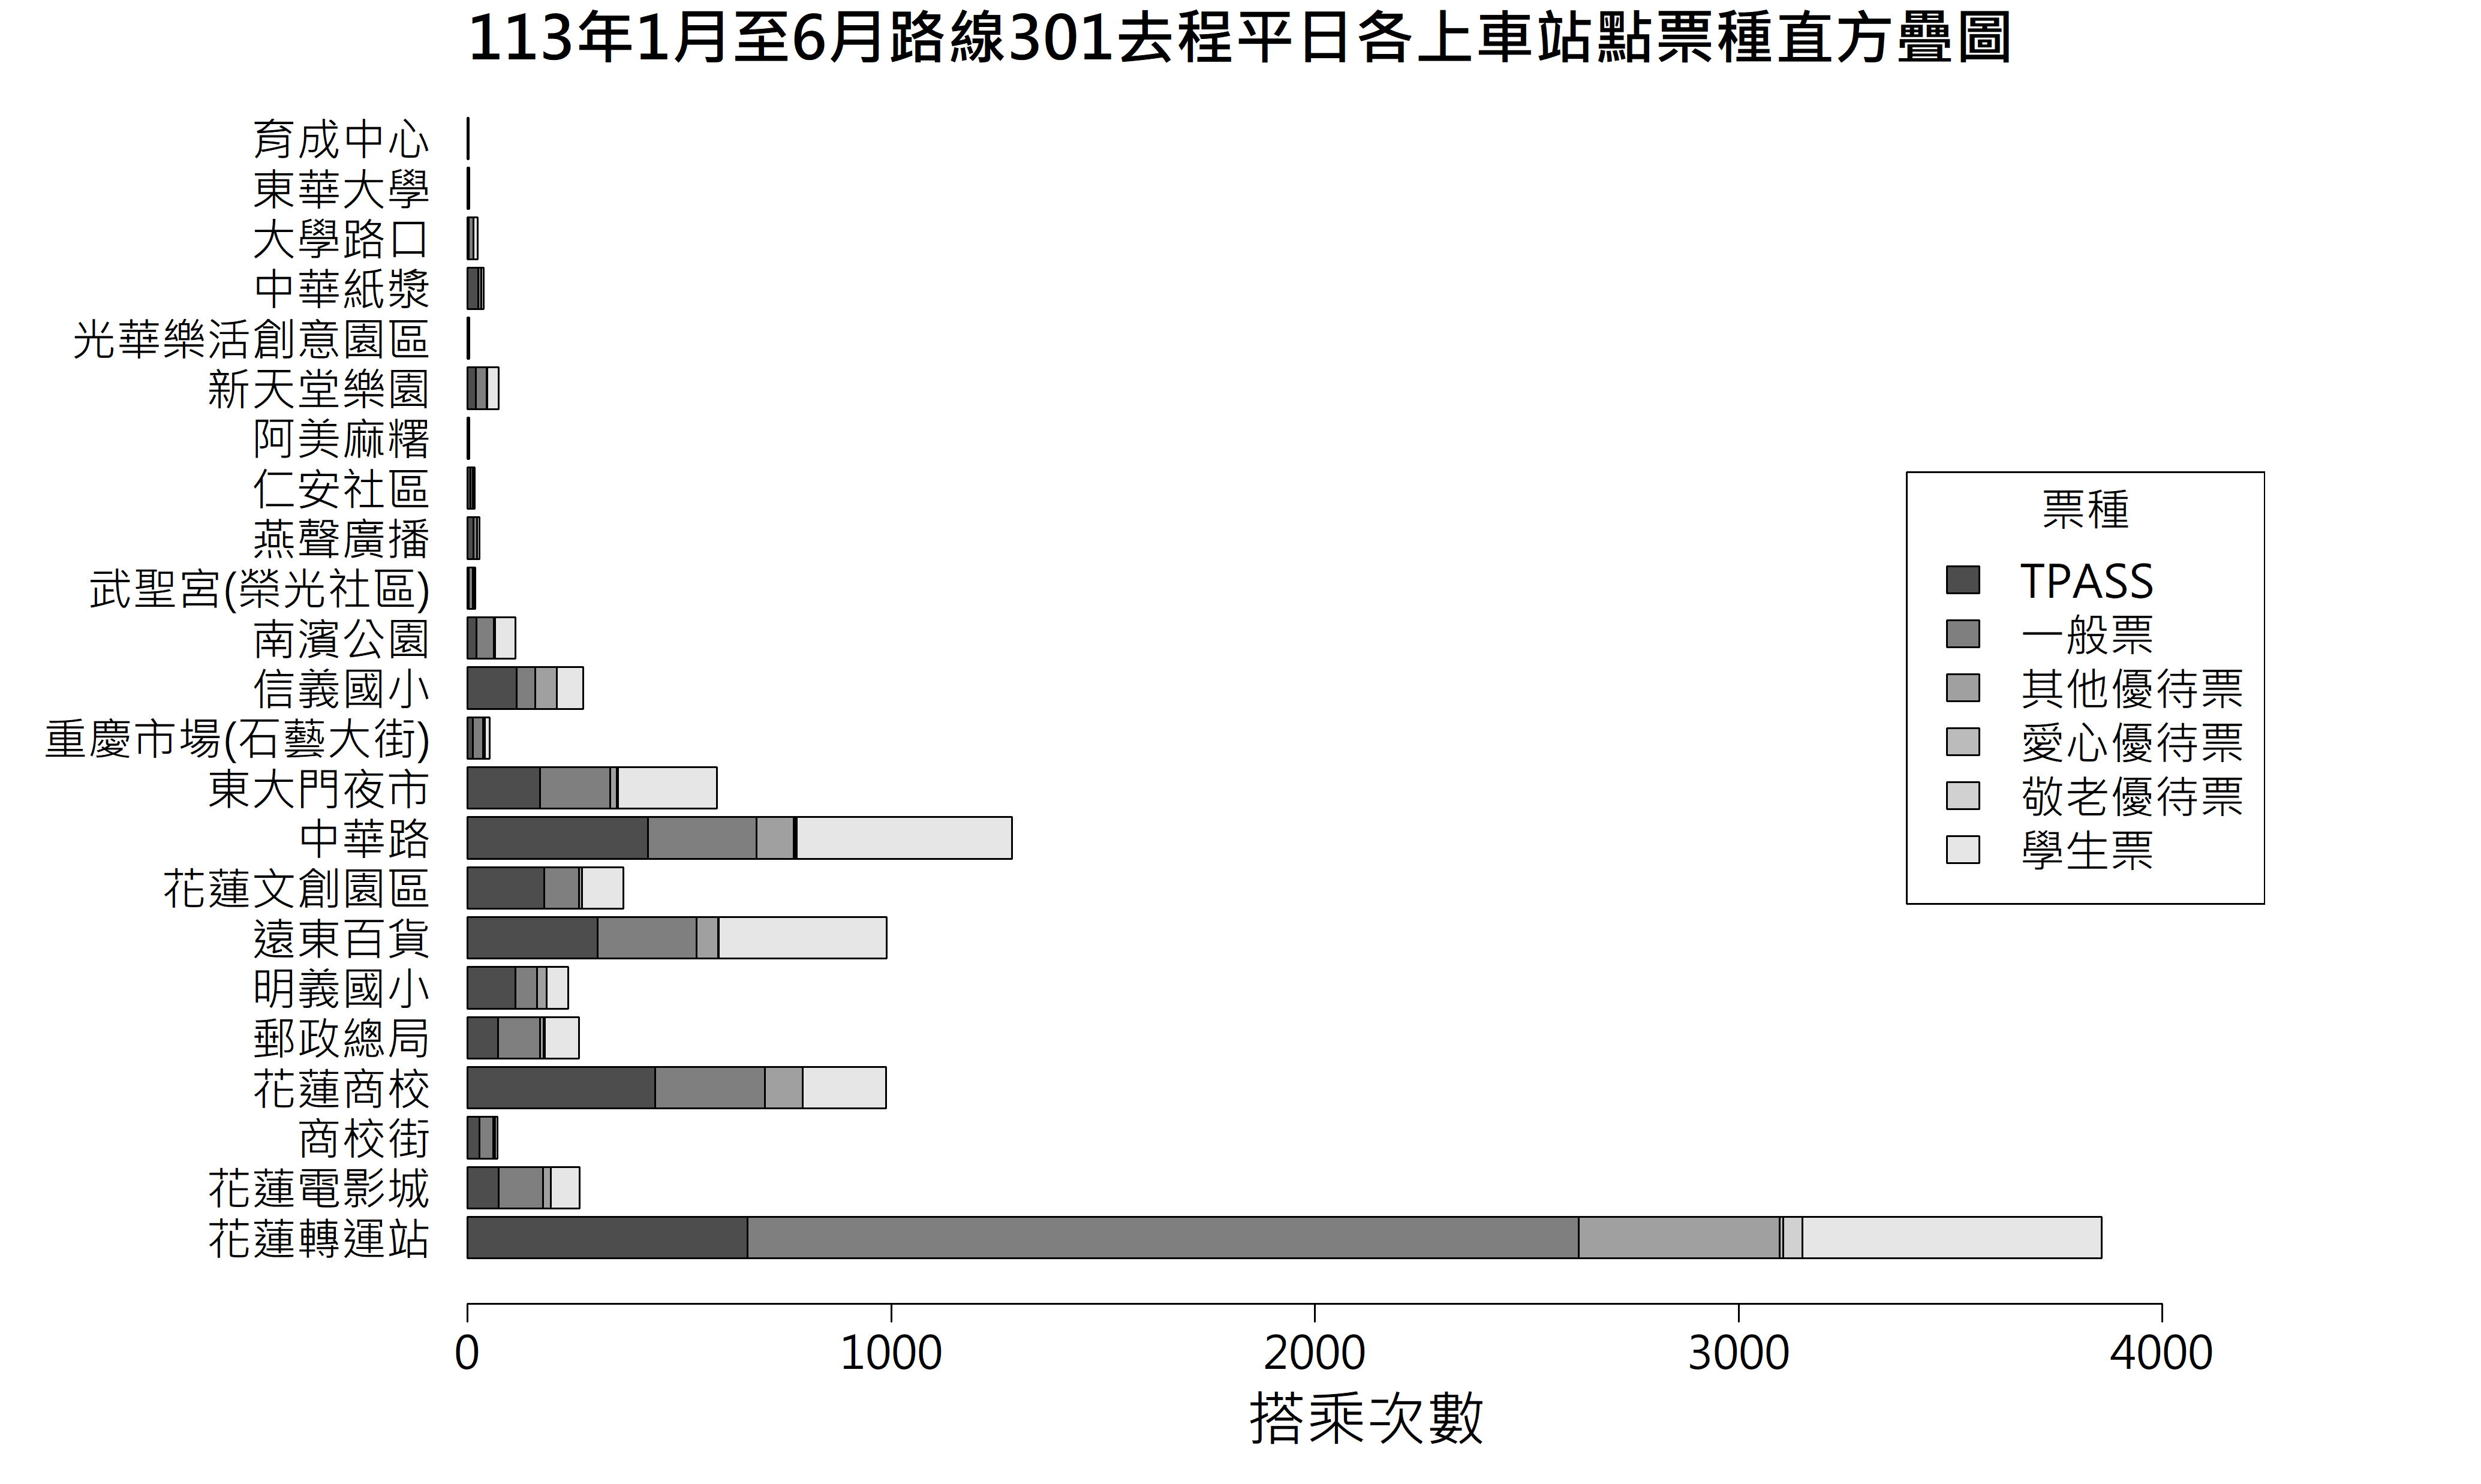 113年1月至6月路線301去程平日各上車站點票種直方疊圖
育成中心
東華大學
大學路口
中華紙漿
光華樂活創意園區
新天堂樂園
阿美麻糬
仁安社區
燕聲廣播
武聖宮(榮光社區)
南濱公園
信義國小
重慶市場(石藝大街)
東大門夜市
中華路
花蓮文創園區
遠東百貨
明義國小
郵政總局
花蓮商校
商校街
花蓮電影城
花蓮轉運站
票種
TPASS
一般票
其他優待票
愛心優待票
敬老優待票
學生票
0 1000 2000 3000 4000
搭乘次數